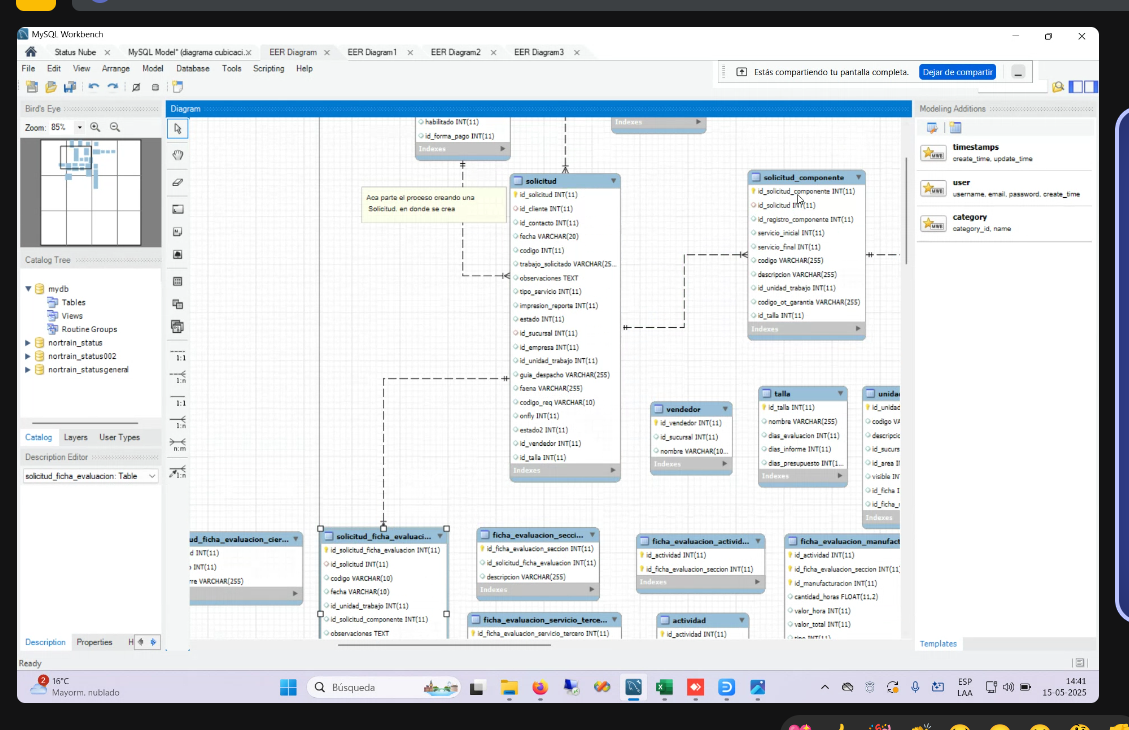 MySQL Workbench
Status Nube
MySQL Model* (diagrama cubicaci...
EER Diagram
EER Diagram1
EER Diagram2
EER Diagram3
File Edit View Arrange Model Database Tools Scripting Help
Estás compartiendo tu pantalla completa.
Dejar de compartir
Bird's Eye
Zoom: 85%
Catalog Tree
mydb
Tables
Views
Routine Groups
nortrain_status
nortrain_status002
nortrain_statusgeneral
Catalog Layers User Types
Description Editor
solicitud_ficha_evaluacion: Table
Description Properties H
1:1
1:n
1:1
1:n
n:m
1:n
Diagram
habilitado INT(11)
id_forma_pago INT(11)
Indexes
Indexes
Aca parte el proceso creando una
Solicitud. en donde se crea
solicitud
id_solicitud INT(11)
id_cliente INT(11)
id_contacto INT(11)
fecha VARCHAR(20)
codigo INT(11)
trabajo_solicitado VARCHAR(25...
observaciones TEXT
tipo_servicio INT(11)
impresion_reporte INT(11)
estado INT(11)
id_sucursal INT(11)
id_empresa INT(11)
id_unidad_trabajo INT(11)
guia_despacho VARCHAR(255)
faena VARCHAR(255)
codigo_req VARCHAR(10)
onfly INT(11)
estado2 INT(11)
id_vendedor INT(11)
id_talla INT(11)
Indexes
solicitud_componente
id_solicitud_componente INT(11)
id_solicitud INT(11)
id_registro_componente INT(11)
servicio_inicial INT(11)
servicio_final INT(11)
codigo VARCHAR(255)
descripcion VARCHAR(255)
id_unidad_trabajo INT(11)
codigo_ot_garantia VARCHAR(255)
id_talla INT(11)
Indexes
vendedor
id_vendedor INT(11)
id_sucursal INT(11)
nombre VARCHAR(10...
Indexes
talla
id_talla INT(11)
nombre VARCHAR(255)
dias_evaluacion INT(11)
dias_informe INT(11)
dias_presupuesto INT(1...
Indexes
unidad
id_unidad
codigo V
descripcio
id_sucurs
id_area I
visible IN
id_ficha I
id_ficha_
Indexes
ud_ficha_evaluacion_cier...
d INT(11)
INT(11)
rre VARCHAR(255)
solicitud_ficha_evaluaci...
id_solicitud_ficha_evaluacion INT(11)
id_solicitud INT(11)
codigo VARCHAR(10)
fecha VARCHAR(10)
id_unidad_trabajo INT(11)
id_solicitud_componente INT(11)
observaciones TEXT
ficha_evaluacion_secci...
id_ficha_evaluacion_seccion INT(11)
id_solicitud_ficha_evaluacion INT(11)
descripcion VARCHAR(255)
Indexes
ficha_evaluacion_servicio_terce...
id_ficha_evaluacion_servicio_tercero INT(11)
ficha_evaluacion_activid...
id_actividad INT(11)
id_ficha_evaluacion_seccion INT(11)
Indexes
actividad
id_actividad INT(11)
ficha_evaluacion_manufact
id_actividad INT(11)
id_ficha_evaluacion_seccion INT(11)
id_manufacturacion INT(11)
cantidad_horas FLOAT(11,2)
valor_hora INT(11)
valor_total INT(11)
tipo INT(11)
Modeling Additions
timestamps
create_time, update_time
user
username, email, password, create_time
category
category_id, name
Templates
Ready
2
16°C
Mayorm. nublado
Búsqueda
ESP
LAA
14:41
15-05-2025